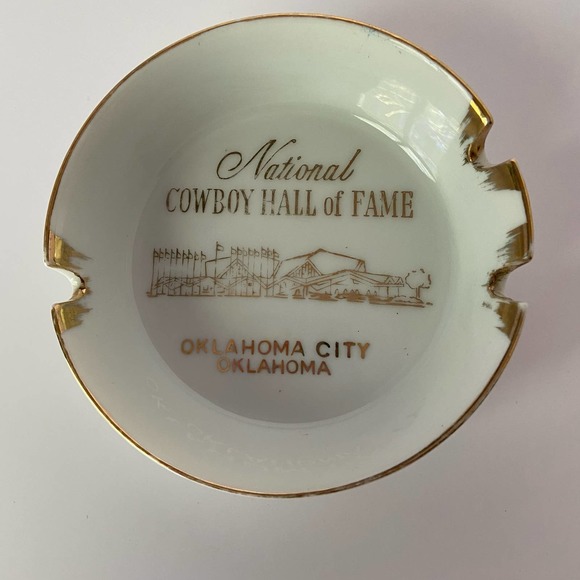 National
COWBOY HALL of FAME
OKLAHOMA CITY
OKLAHOMA